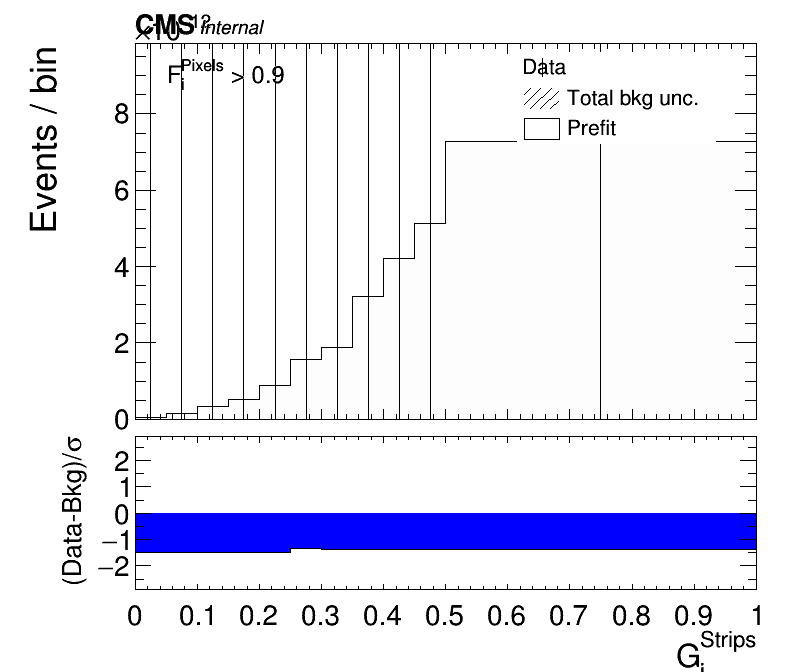 CMS Internal
×10^12
Events / bin
F_i^Pixels > 0.9
Data
Total bkg unc.
Prefit
8
6
4
2
0
(Data-Bkg)/σ
2
1
0
−1
−2
0 0.1 0.2 0.3 0.4 0.5 0.6 0.7 0.8 0.9 1
G_i^Strips